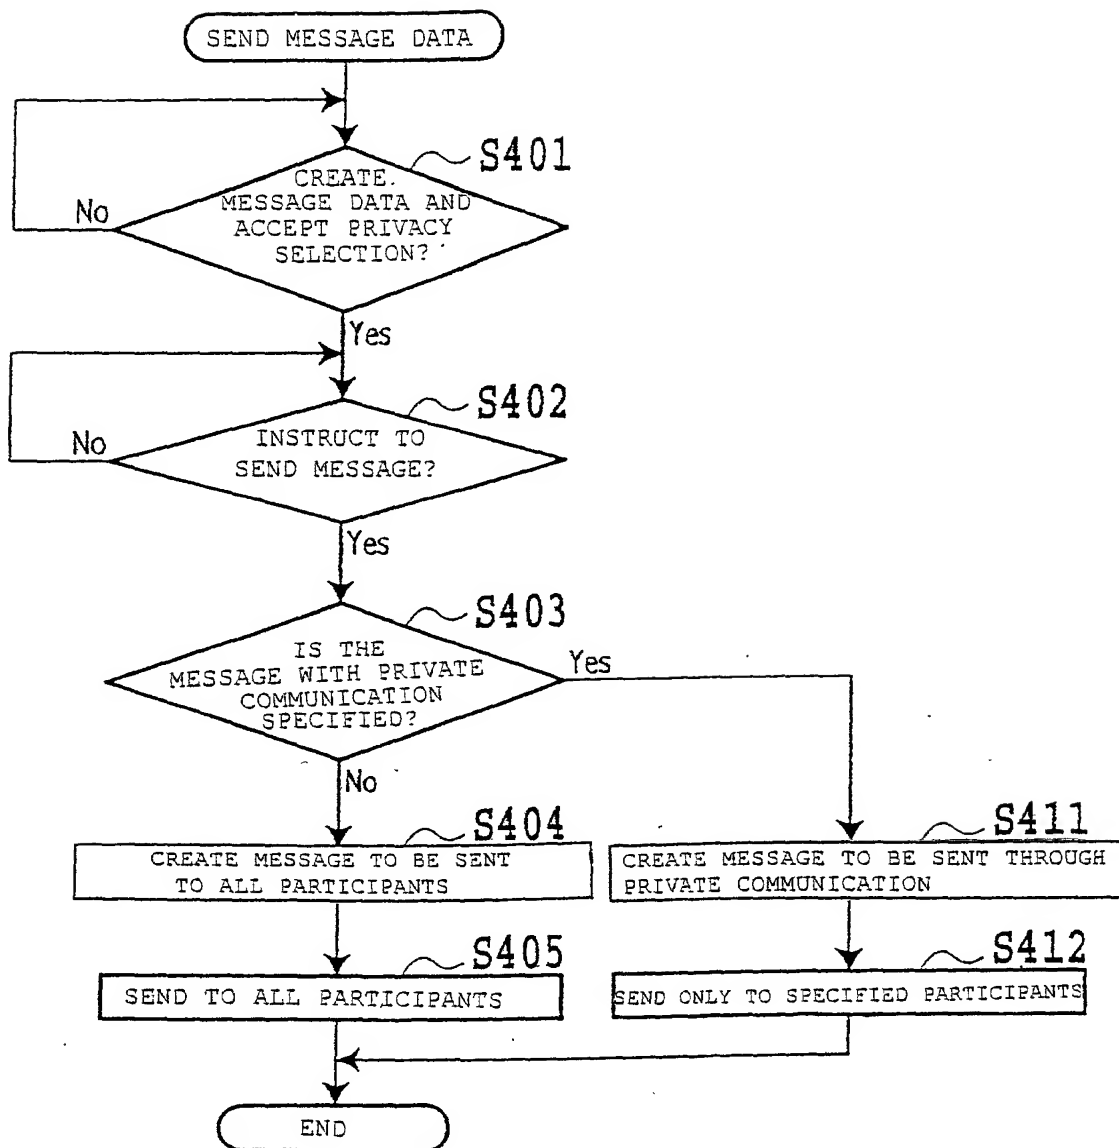 SEND MESSAGE DATA
S401
CREATE.
MESSAGE DATA AND
ACCEPT PRIVACY
SELECTION?
No
Yes
S402
INSTRUCT TO
SEND MESSAGE?
No
Yes
S403
IS THE
MESSAGE WITH PRIVATE
COMMUNICATION
SPECIFIED?
Yes
No
S404
CREATE MESSAGE TO BE SENT
TO ALL PARTICIPANTS
S411
CREATE MESSAGE TO BE SENT THROUGH
PRIVATE COMMUNICATION
S405
SEND TO ALL PARTICIPANTS
S412
SEND ONLY TO SPECIFIED PARTICIPANTS
END